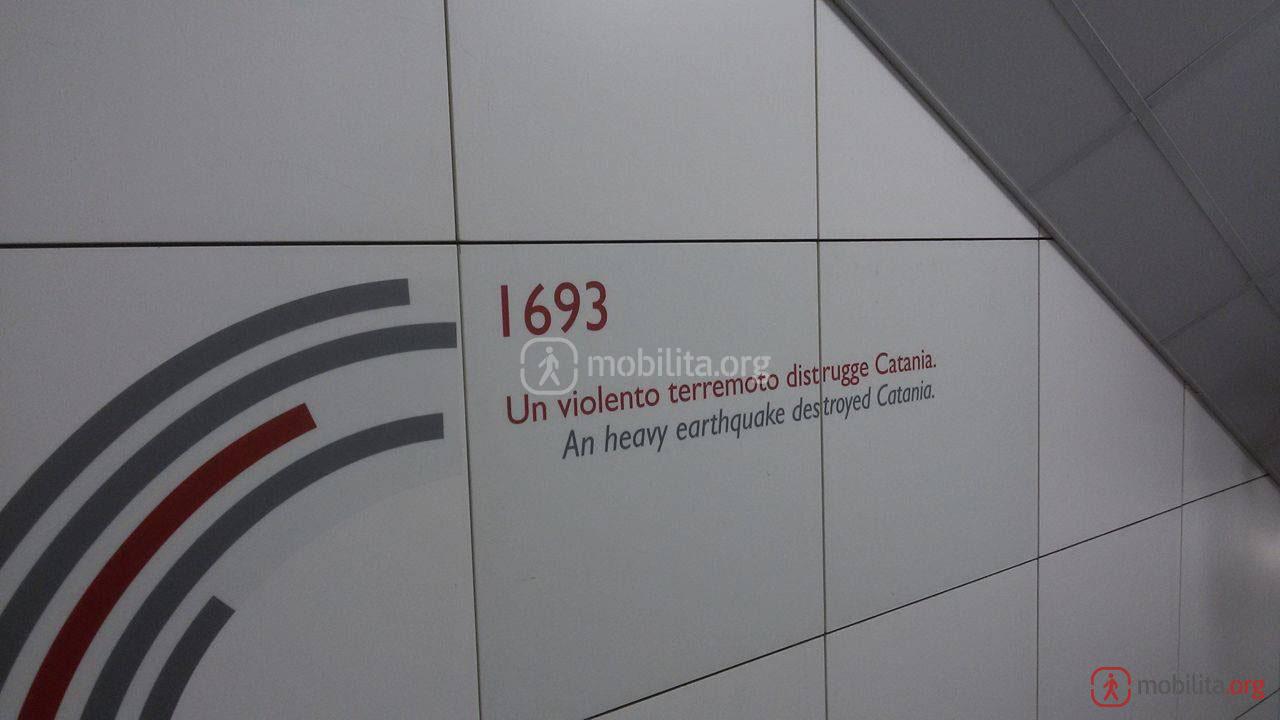 1693
mobilita.org
Un violento terremoto distrugge Catania.
An heavy earthquake destroyed Catania.
mobilita.org